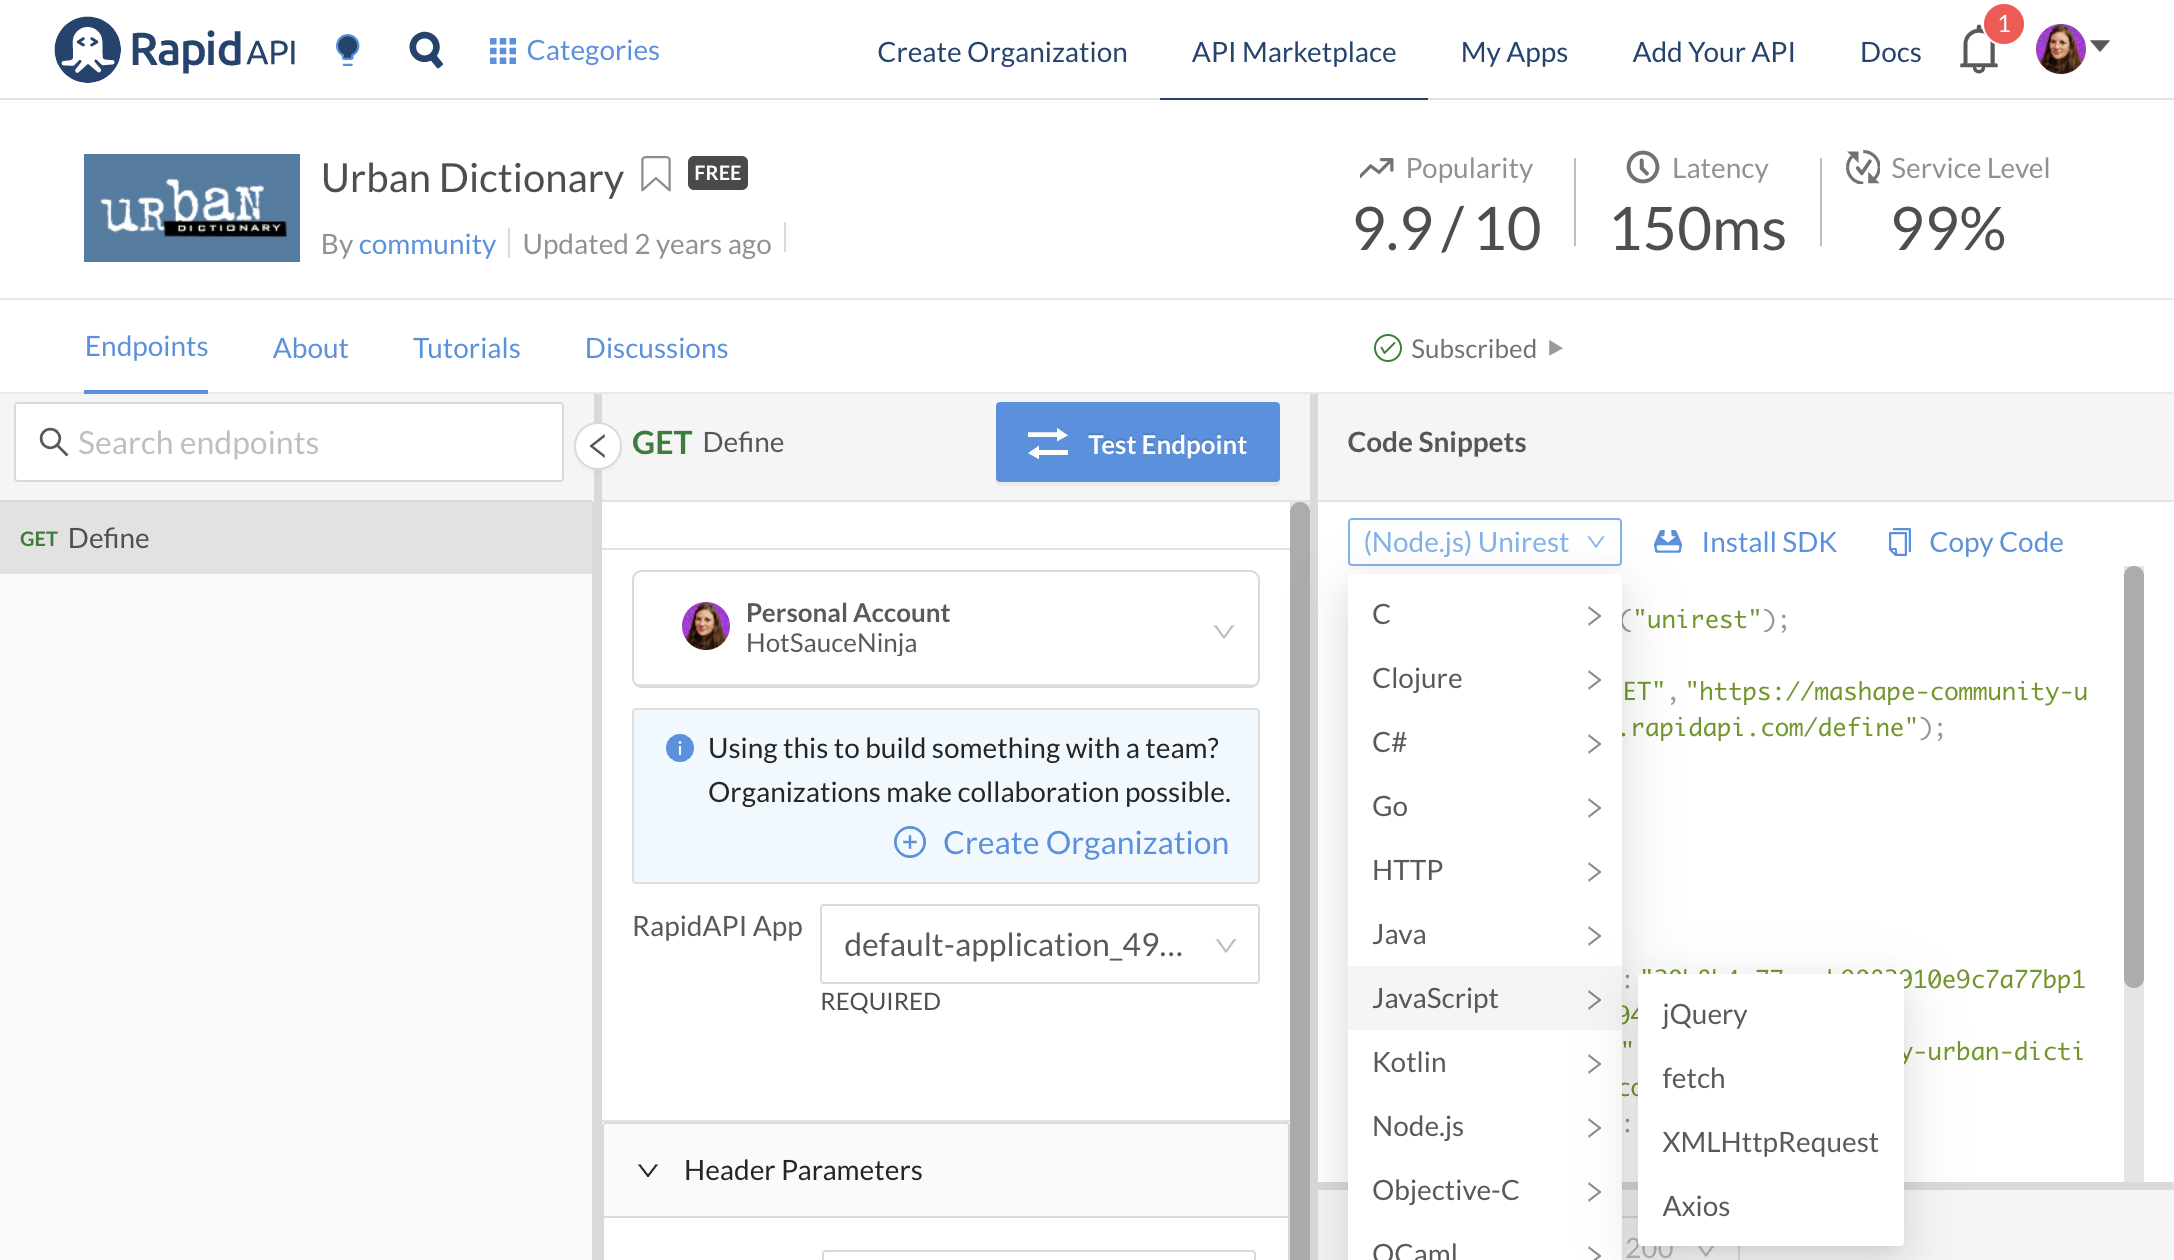 RapidAPI
Categories
Create Organization
API Marketplace
My Apps
Add Your API
Docs
1
urban
DICTIONARY
Urban Dictionary
FREE
By community
Updated 2 years ago
Popularity
9.9 / 10
Latency
150ms
Service Level
99%
Endpoints
About
Tutorials
Discussions
Subscribed
Search endpoints
GET Define
GET Define
Test Endpoint
Personal Account
HotSauceNinja
Using this to build something with a team?
Organizations make collaboration possible.
Create Organization
RapidAPI App
default-application_49...
REQUIRED
Header Parameters
Code Snippets
(Node.js) Unirest
Install SDK
Copy Code
("unirest");
ET","https://mashape-community-u
.rapidapi.com/define");
C
Clojure
C#
Go
HTTP
Java
JavaScript
Kotlin
Node.js
Objective-C
OCaml
910e9c7a77bp1
y-urban-dicti
jQuery
fetch
XMLHttpRequest
Axios
200